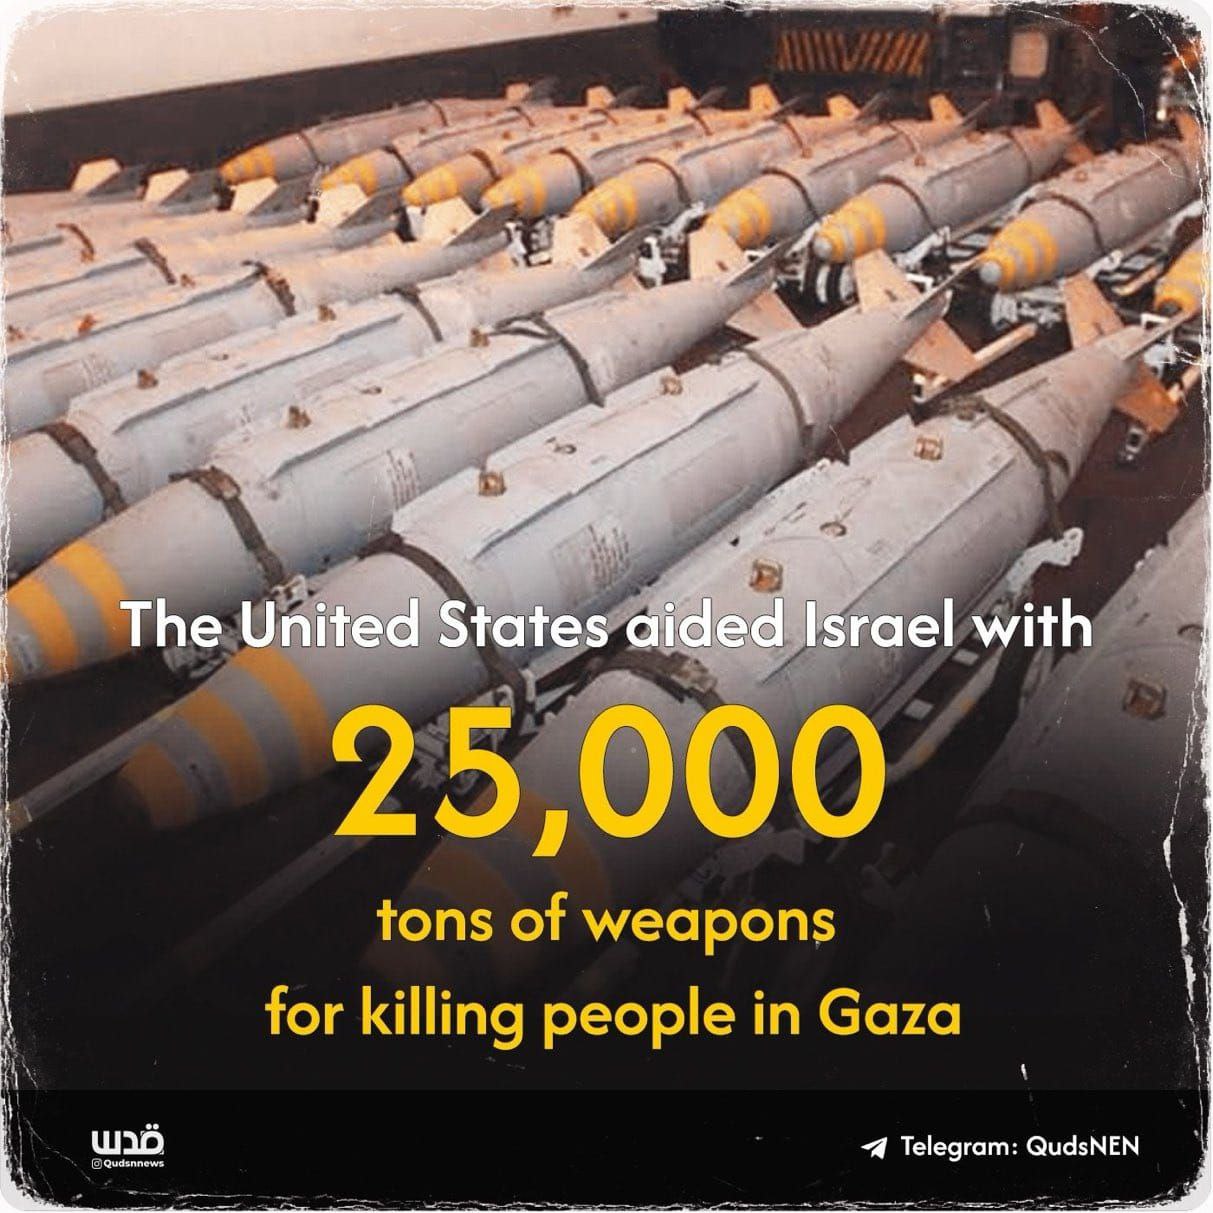 The United States aided Israel with
25,000
tons of weapons
for killing people in Gaza
قدس
Qudsnnews
Telegram: QudsNEN